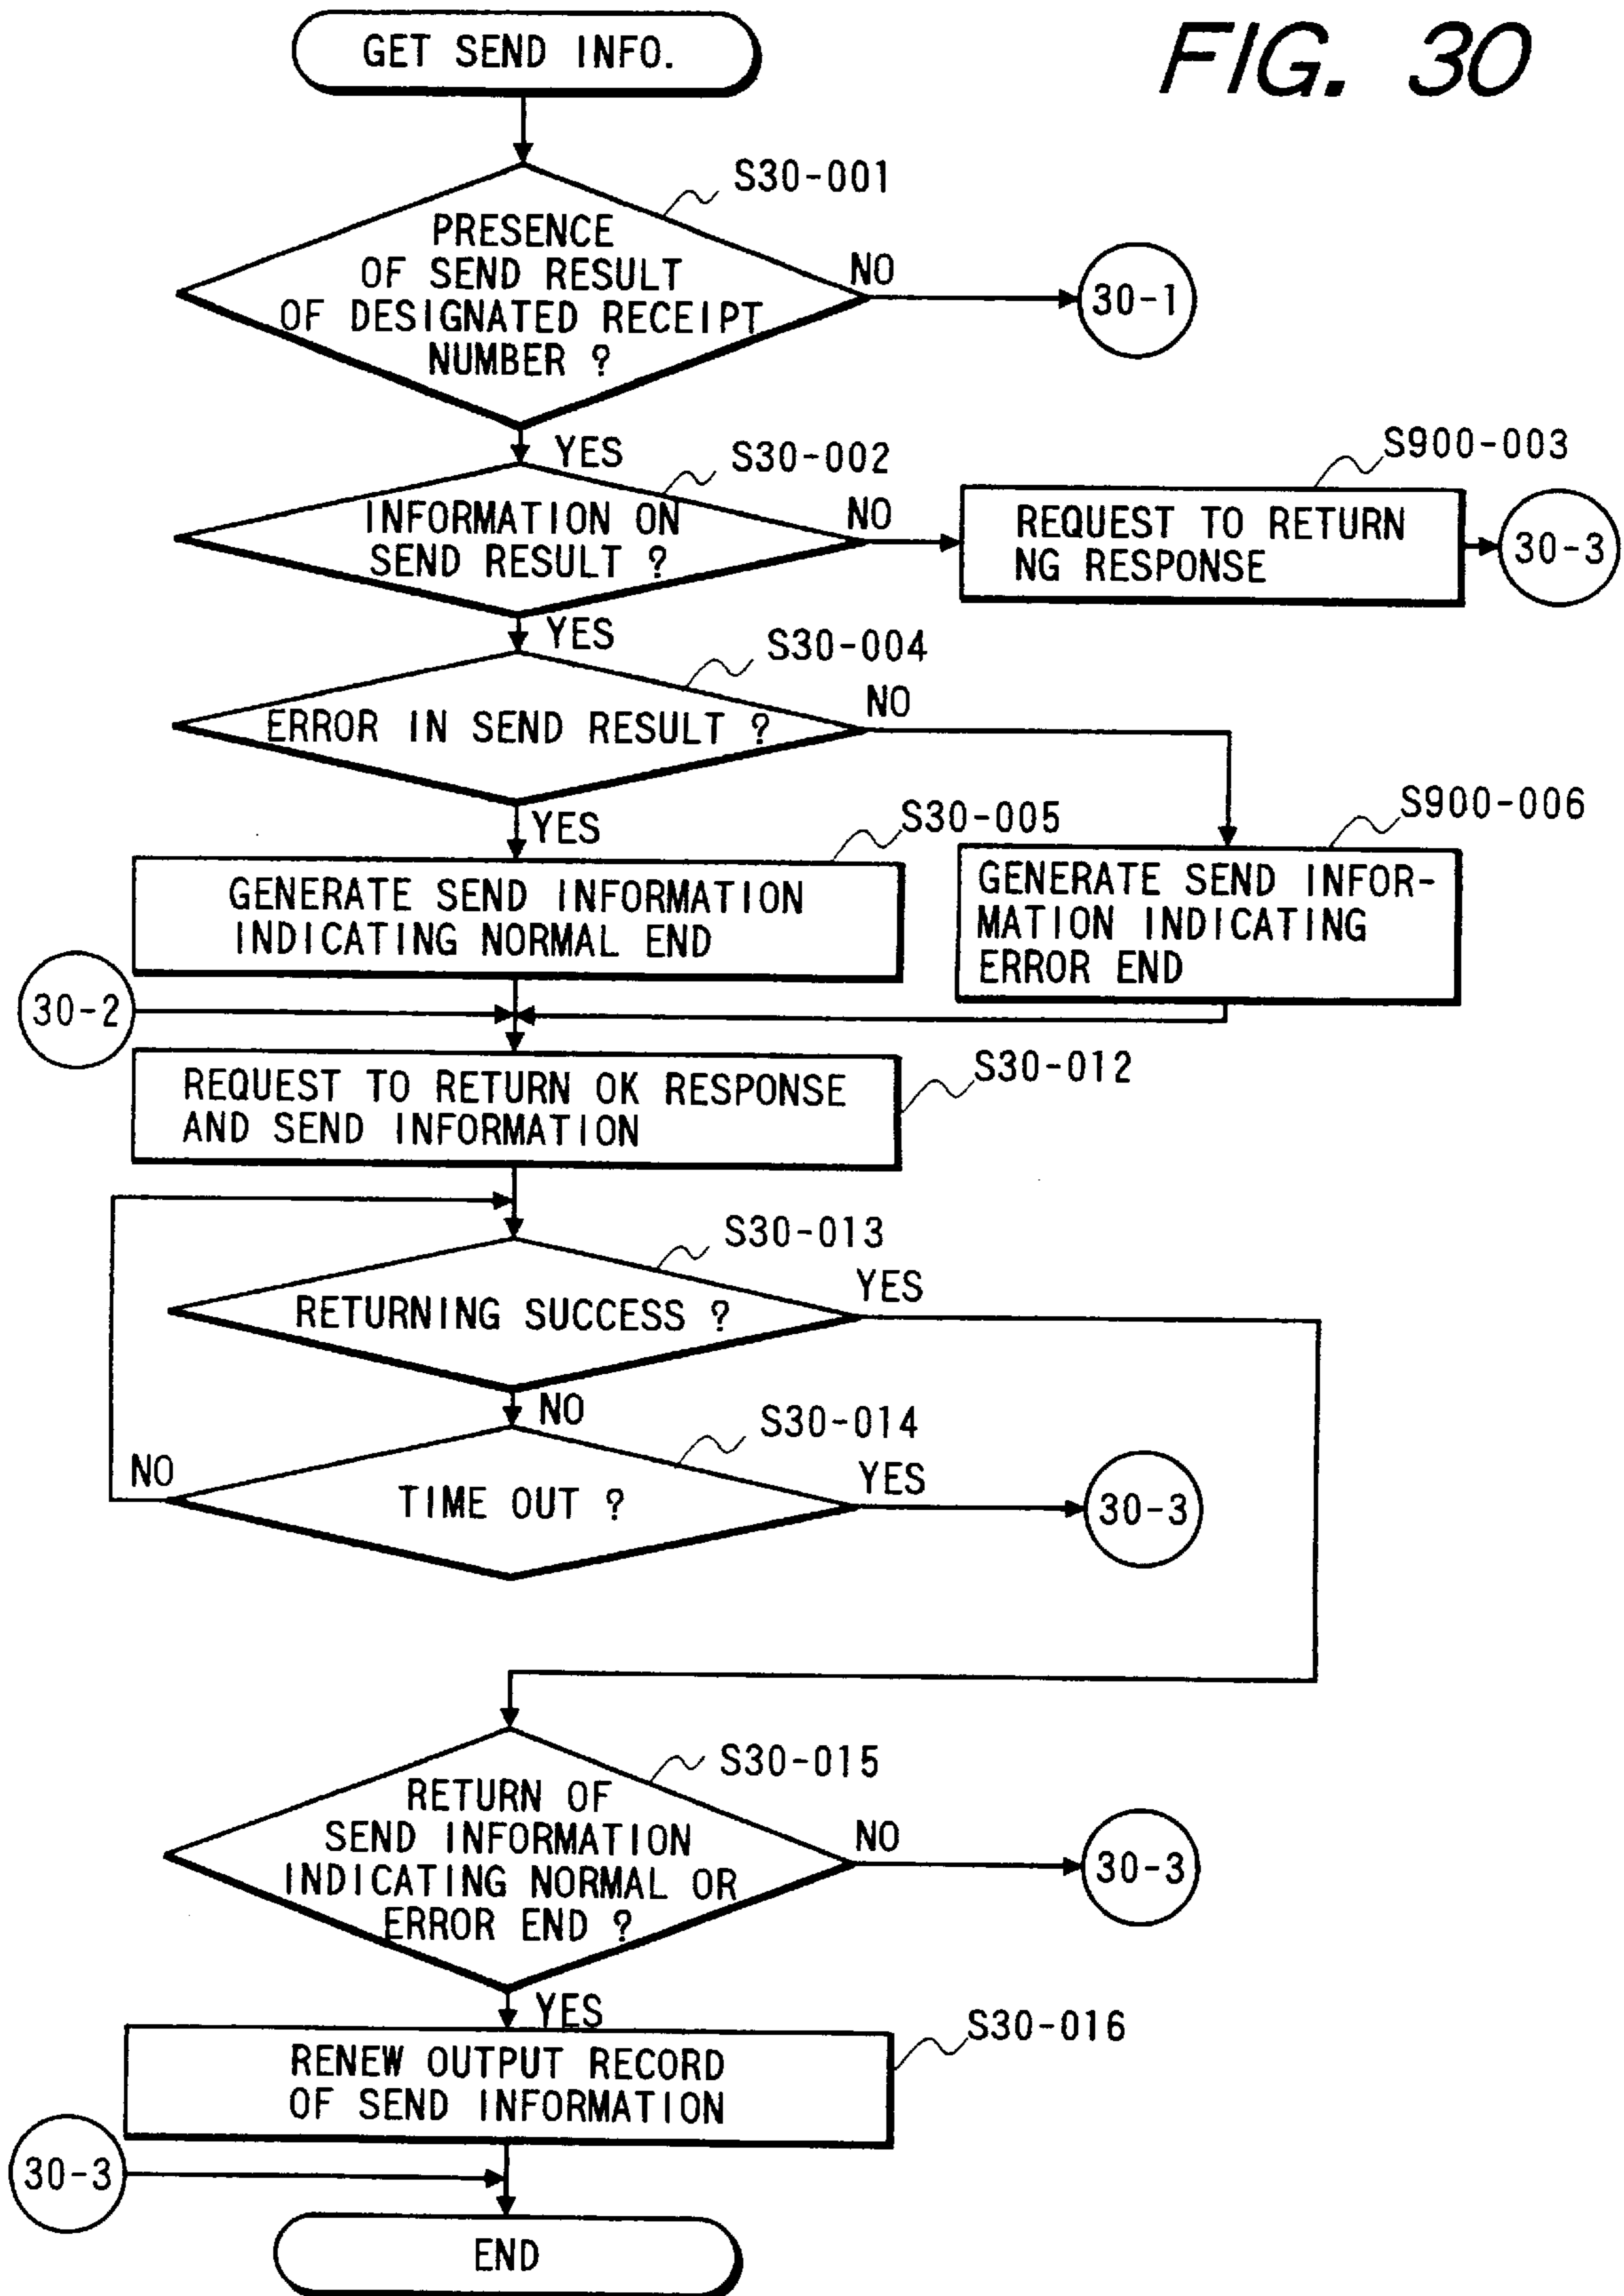 FIG. 30
GET SEND INFO.
S30-001
PRESENCE
OF SEND RESULT
OF DESIGNATED RECEIPT
NUMBER ?
NO
30-1
YES
S30-002
INFORMATION ON
SEND RESULT ?
NO
S900-003
REQUEST TO RETURN
NG RESPONSE
30-3
YES
S30-004
ERROR IN SEND RESULT ?
NO
YES
S30-005
GENERATE SEND INFORMATION
INDICATING NORMAL END
S900-006
GENERATE SEND INFOR-
MATION INDICATING
ERROR END
30-2
S30-012
REQUEST TO RETURN OK RESPONSE
AND SEND INFORMATION
S30-013
RETURNING SUCCESS ?
YES
NO
S30-014
TIME OUT ?
NO
YES
30-3
S30-015
RETURN OF
SEND INFORMATION
INDICATING NORMAL OR
ERROR END ?
NO
30-3
YES
S30-016
RENEW OUTPUT RECORD
OF SEND INFORMATION
30-3
END